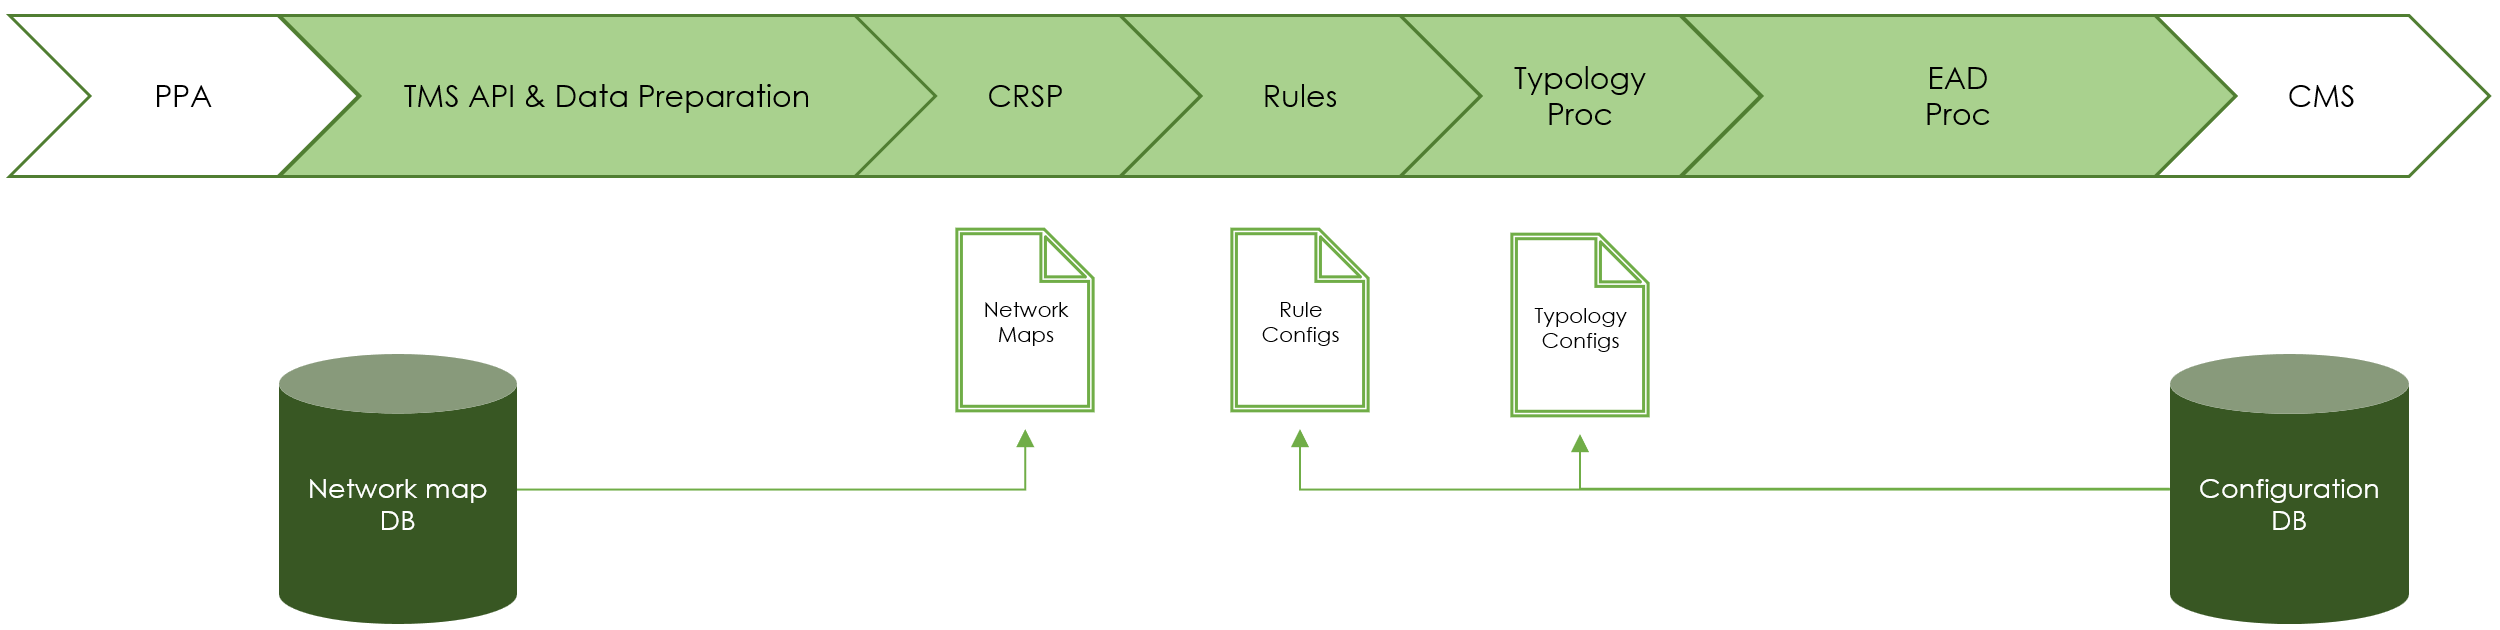 PPA
TMS API & Data Preparation
CRSP
Rules
Typology
Proc
EAD
Proc
CMS
Network
Maps
Rule
Configs
Typology
Configs
Network map
DB
Configuration
DB